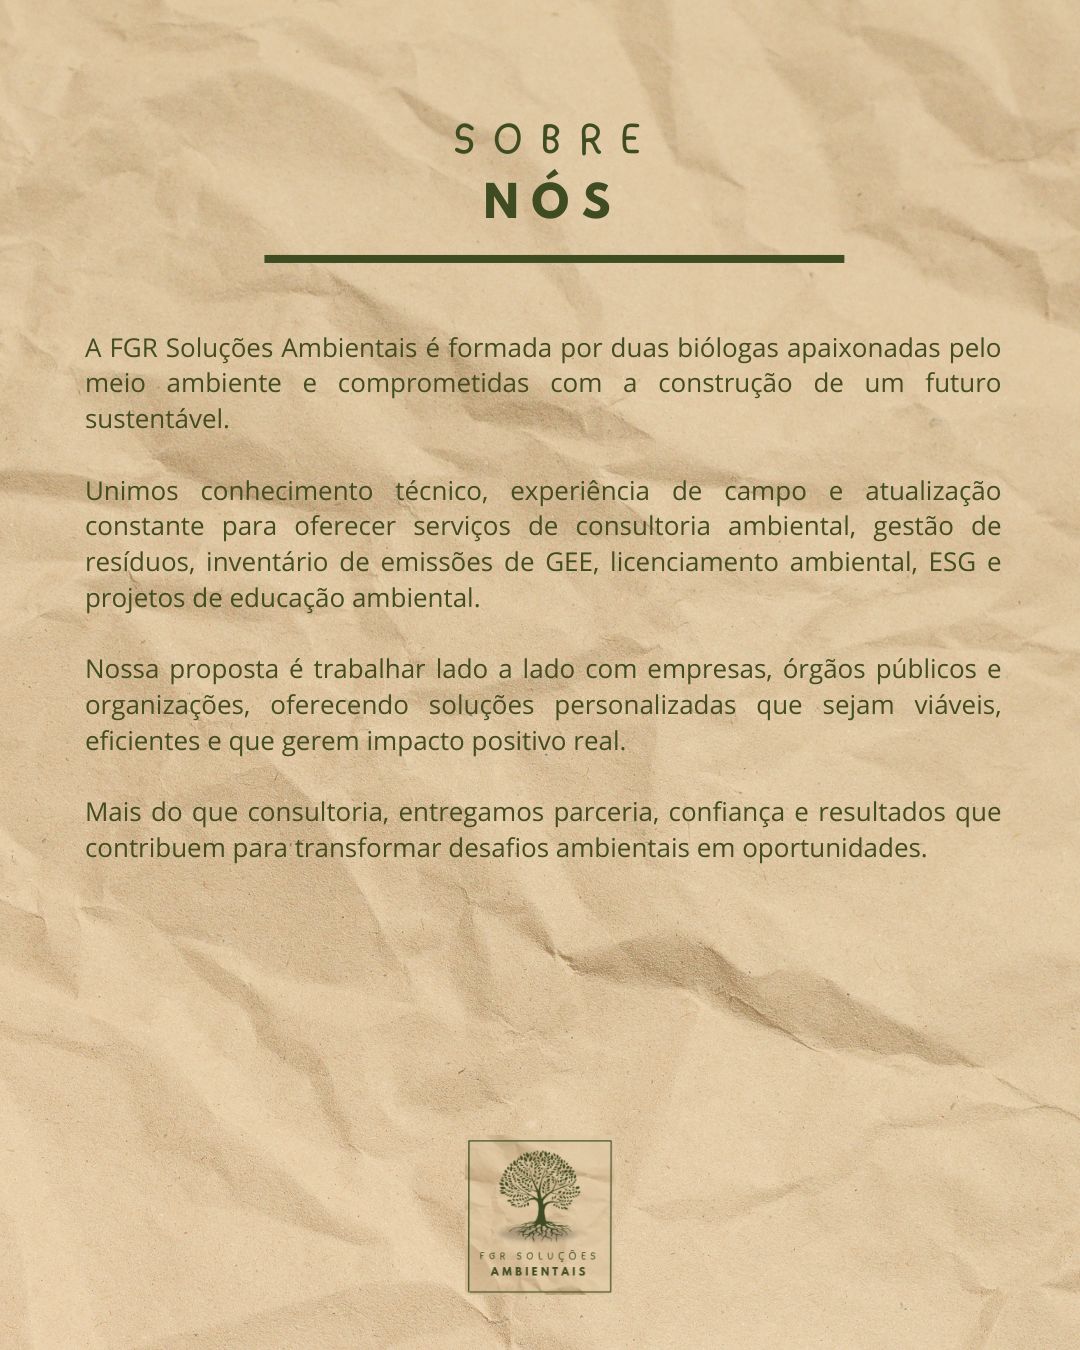 SOBRE
NÓS
A FGR Soluções Ambientais é formada por duas biólogas apaixonadas pelo
meio ambiente e comprometidas com a construção de um futuro
sustentável.
Unimos conhecimento técnico, experiência de campo e atualização
constante para oferecer serviços de consultoria ambiental, gestão de
resíduos, inventário de emissões de GEE, licenciamento ambiental, ESG e
projetos de educação ambiental.
Nossa proposta é trabalhar lado a lado com empresas, órgãos públicos e
organizações, oferecendo soluções personalizadas que sejam viáveis,
eficientes e que gerem impacto positivo real.
Mais do que consultoria, entregamos parceria, confiança e resultados que
contribuem para transformar desafios ambientais em oportunidades.
FGR SOLUÇÕES
AMBIENTAIS